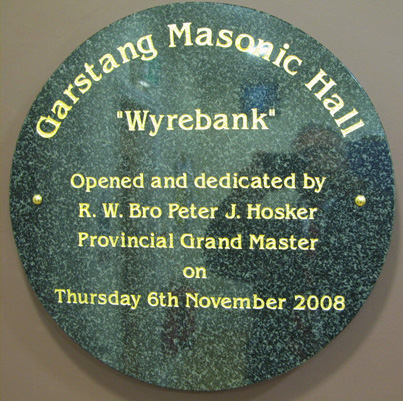 Garstang Masonic Hall
"Wyrebank"
Opened and dedicated by
R. W. Bro Peter J. Hosker
Provincial Grand Master
on
Thursday 6th November 2008